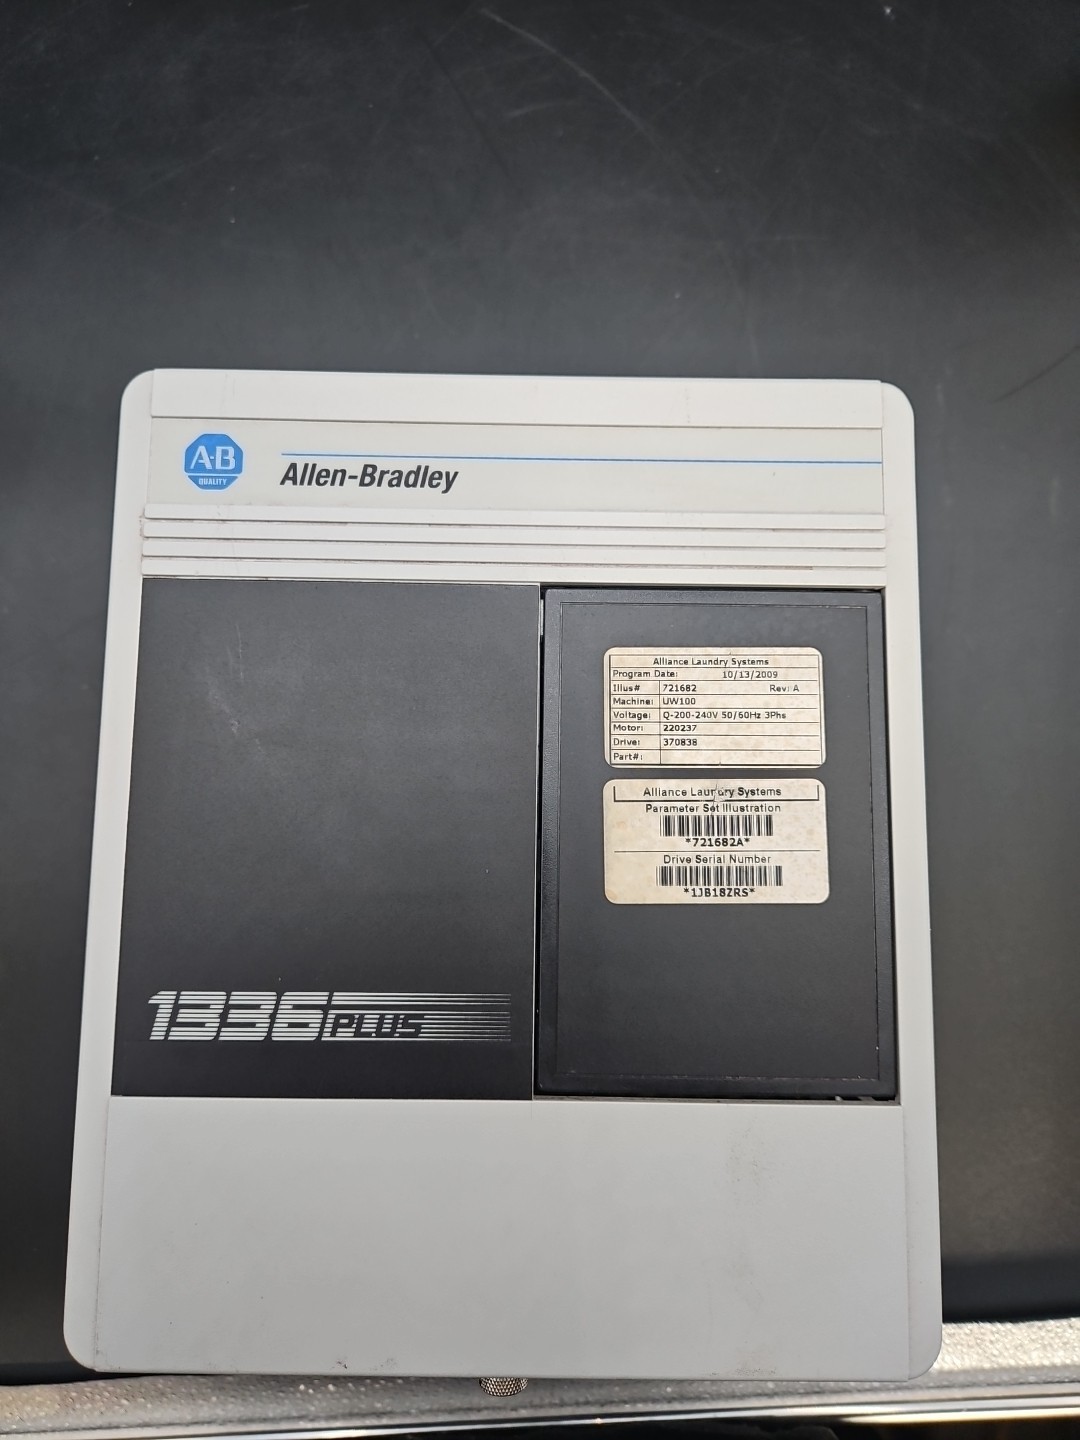 A-B
QUALITY
Allen-Bradley
Alliance Laundry Systems
Program Date: 10/13/2009
Illus# 721682 Rev: A
Machine: UW100
Voltage: Q-200-240V 50/60Hz 3Phs
Motor: 220237
Drive: 370838
Part#:
Alliance Laundry Systems
Parameter Set Illustration
*721682A*
Drive Serial Number
*1JB18ZRS*
1336 PLUS